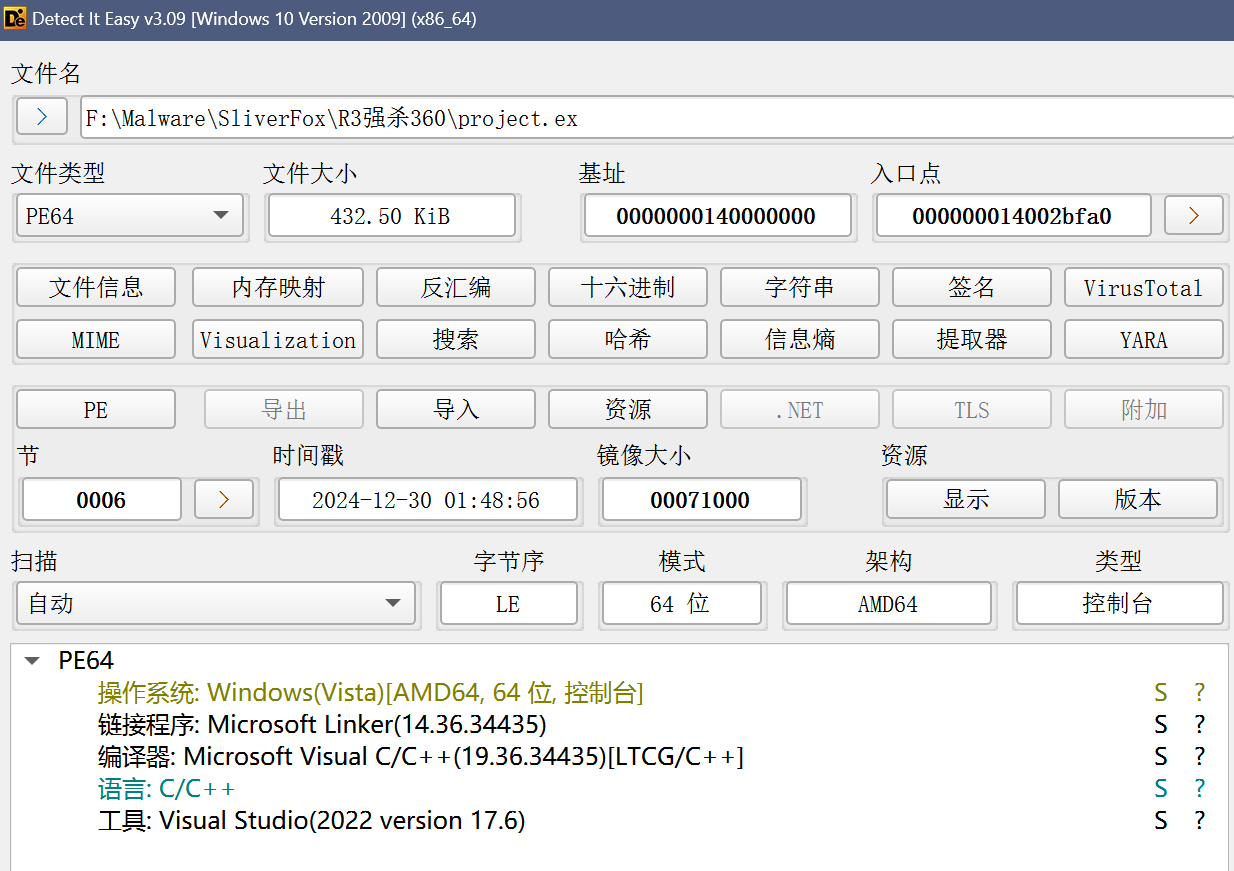 Detect It Easy v3.09 [Windows 10 Version 2009] (x86_64)
文件名
F:\Malware\SliverFox\R3强杀360\project.ex
文件类型 文件大小 基址 入口点
PE64 432.50 KiB 0000000140000000 000000014002bfa0
文件信息 内存映射 反汇编 十六进制 字符串 签名 VirusTotal
MIME Visualization 搜索 哈希 信息熵 提取器 YARA
PE 导出 导入 资源 .NET TLS 附加
节 时间戳 镜像大小 资源
0006 2024-12-30 01:48:56 00071000 显示 版本
扫描 字节序 模式 架构 类型
自动 LE 64 位 AMD64 控制台
PE64
操作系统: Windows(Vista)[AMD64, 64 位, 控制台] S ?
链接程序: Microsoft Linker(14.36.34435) S ?
编译器: Microsoft Visual C/C++(19.36.34435)[LTCG/C++] S ?
语言: C/C++ S ?
工具: Visual Studio(2022 version 17.6) S ?